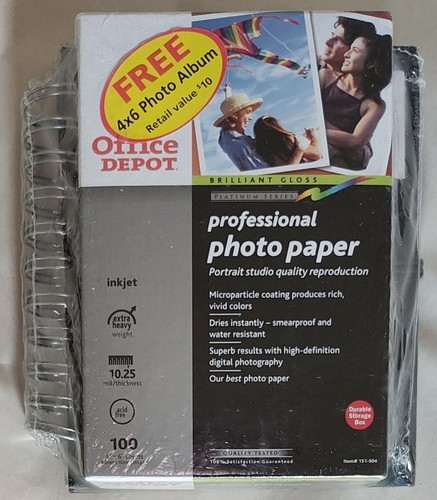 FREE
4x6 Photo Album
Retail value $10
Office
DEPOT
BRILLIANT GLOSS
PLATINUM SERIES
professional
photo paper
Portrait studio quality reproduction
inkjet
extra
heavy
weight
10.25
mil/thickness
acid
free
100
Microparticle coating produces rich,
vivid colors
Dries instantly – smearproof and
water resistant
Superb results with high-definition
digital photography
Our best photo paper
Durable
Storage
Box
QUALITY TESTED
100% Satisfaction Guaranteed
Item# 151-904